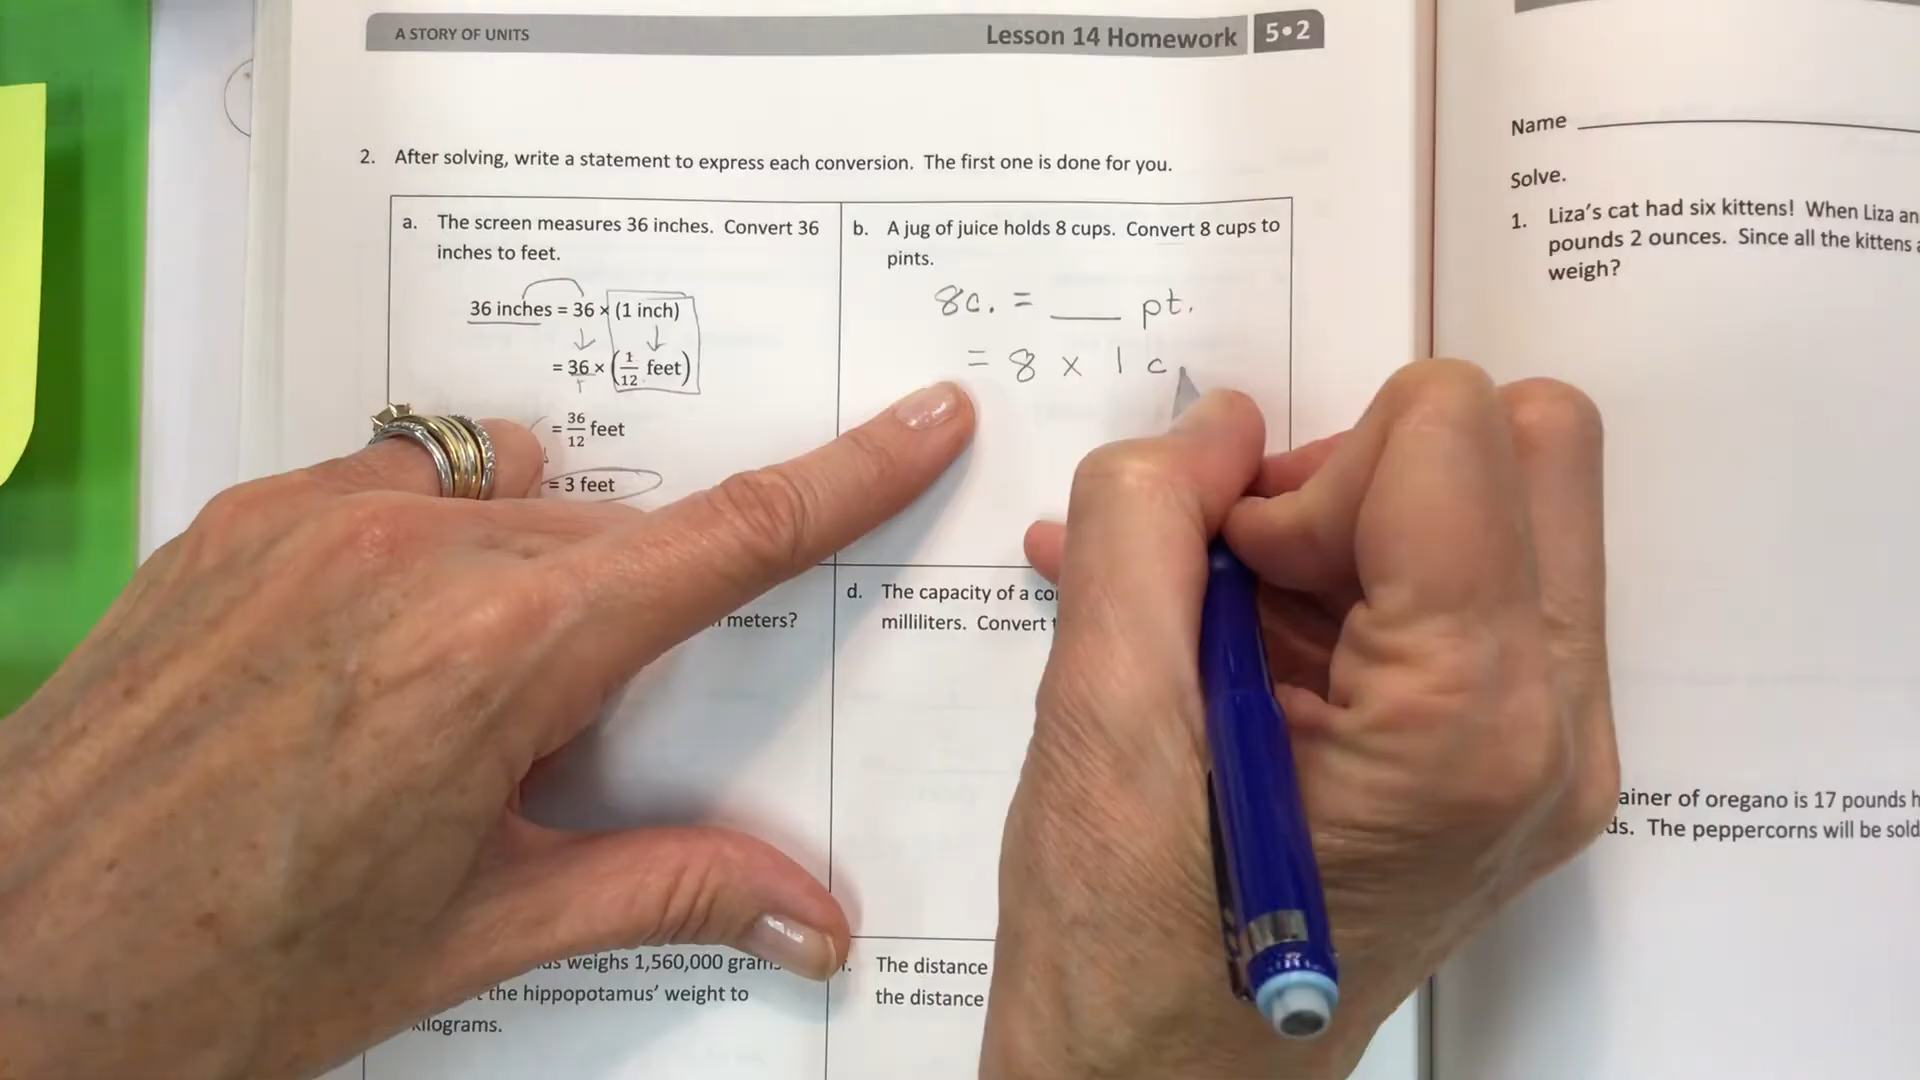 A STORY OF UNITS
Lesson 14 Homework 5•2
2. After solving, write a statement to express each conversion. The first one is done for you.
a. The screen measures 36 inches. Convert 36
inches to feet.
36 inches = 36 × (1 inch)
= 36 × (1/12 feet)
= 36/12 feet
= 3 feet
b. A jug of juice holds 8 cups. Convert 8 cups to
pints.
8c. = ___ pt.
= 8 × 1 c.
meters?
d. The capacity of a
milliliters. Convert
weighs 1,560,000
the hippopotamus’ weight to
kilograms.
The distance
the distance
Name
Solve.
1. Liza’s cat had six kittens! When Liza
pounds 2 ounces. Since all the kittens
weigh?
of oregano is 17 pounds
The peppercorns will be sold